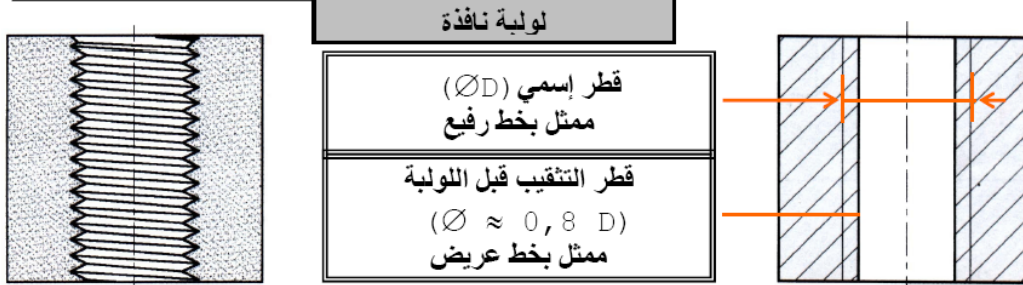 لولبة نافذة
قطر إسمي (∅D)
ممثل بخط رفيع
قطر التثقيب قبل اللولبة
(∅ ≈ 0,8 D)
ممثل بخط عريض